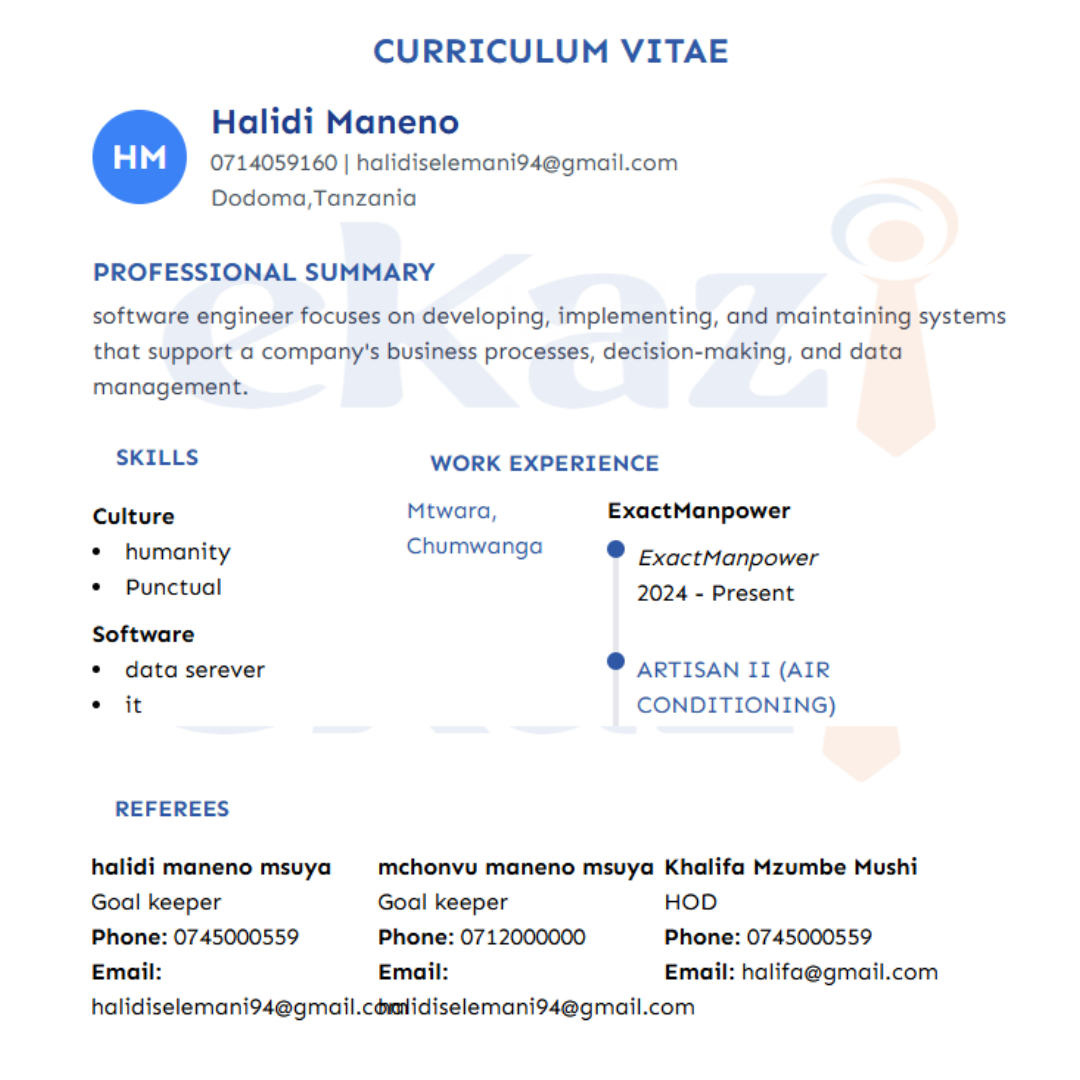 CURRICULUM VITAE
HM
Halidi Maneno
0714059160 | halidiselemani94@gmail.com
Dodoma,Tanzania
ekazi
PROFESSIONAL SUMMARY
software engineer focuses on developing, implementing, and maintaining systems
that support a company's business processes, decision-making, and data
management.
SKILLS
Culture
• humanity
• Punctual
Software
• data serever
• it
WORK EXPERIENCE
Mtwara,
Chumwanga
ExactManpower
ExactManpower
2024 - Present
ARTISAN II (AIR
CONDITIONING)
REFEREES
halidi maneno msuya
Goal keeper
Phone: 0745000559
Email:
halidiselemani94@gmail.com
mchonvu maneno msuya
Goal keeper
Phone: 0712000000
Email:
halidiselemani94@gmail.com
Khalifa Mzumbe Mushi
HOD
Phone: 0745000559
Email: halifa@gmail.com